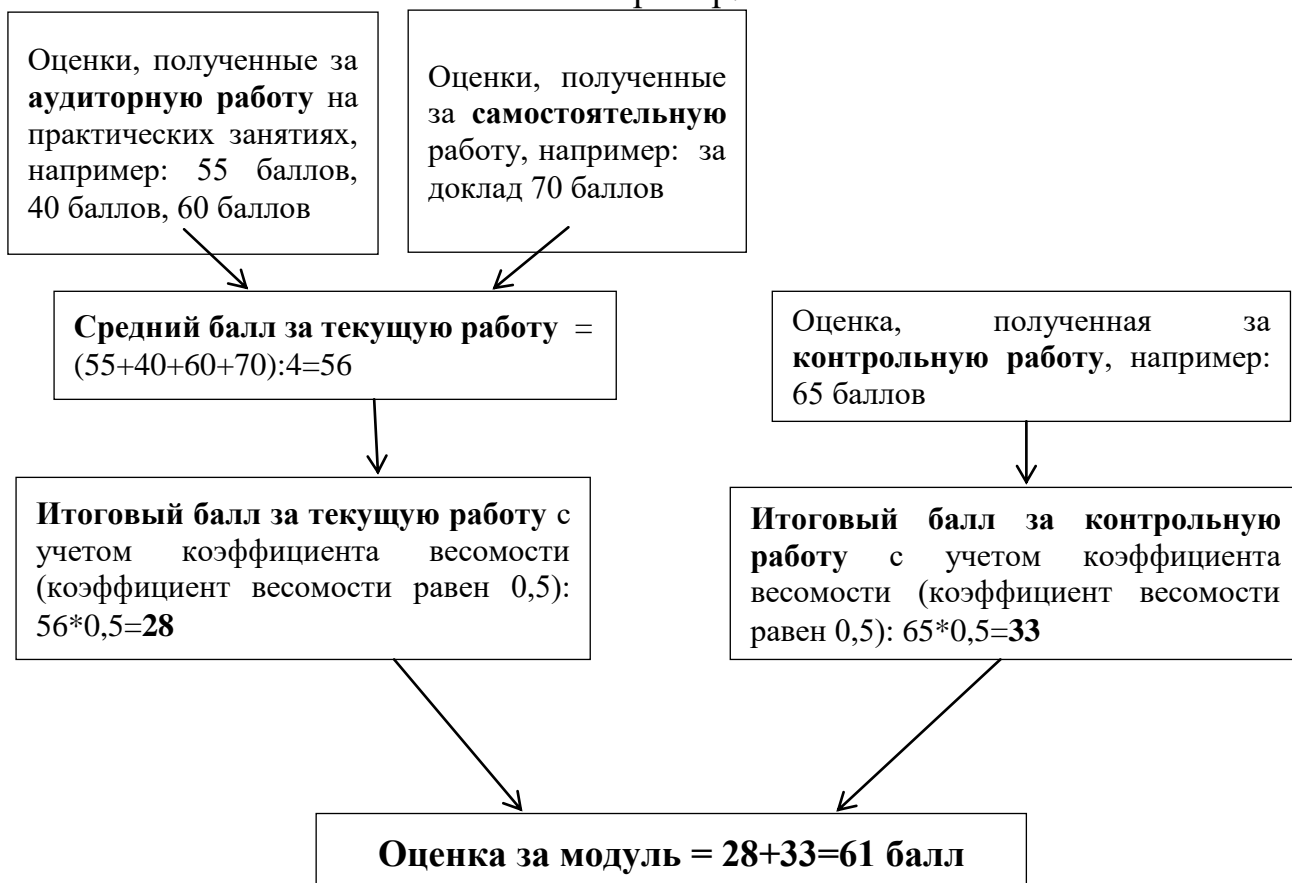 Оценки, полученные за
аудиторную работу на
практических занятиях,
например: 55 баллов,
40 баллов, 60 баллов
Оценки, полученные
за самостоятельную
работу, например: за
доклад 70 баллов
Средний балл за текущую работу =
(55+40+60+70):4=56
Оценка, полученная за
контрольную работу, например:
65 баллов
Итоговый балл за текущую работу с
учетом коэффициента весомости
(коэффициент весомости равен 0,5):
56*0,5=28
Итоговый балл за контрольную
работу с учетом коэффициента
весомости (коэффициент весомости
равен 0,5): 65*0,5=33
Оценка за модуль = 28+33=61 балл